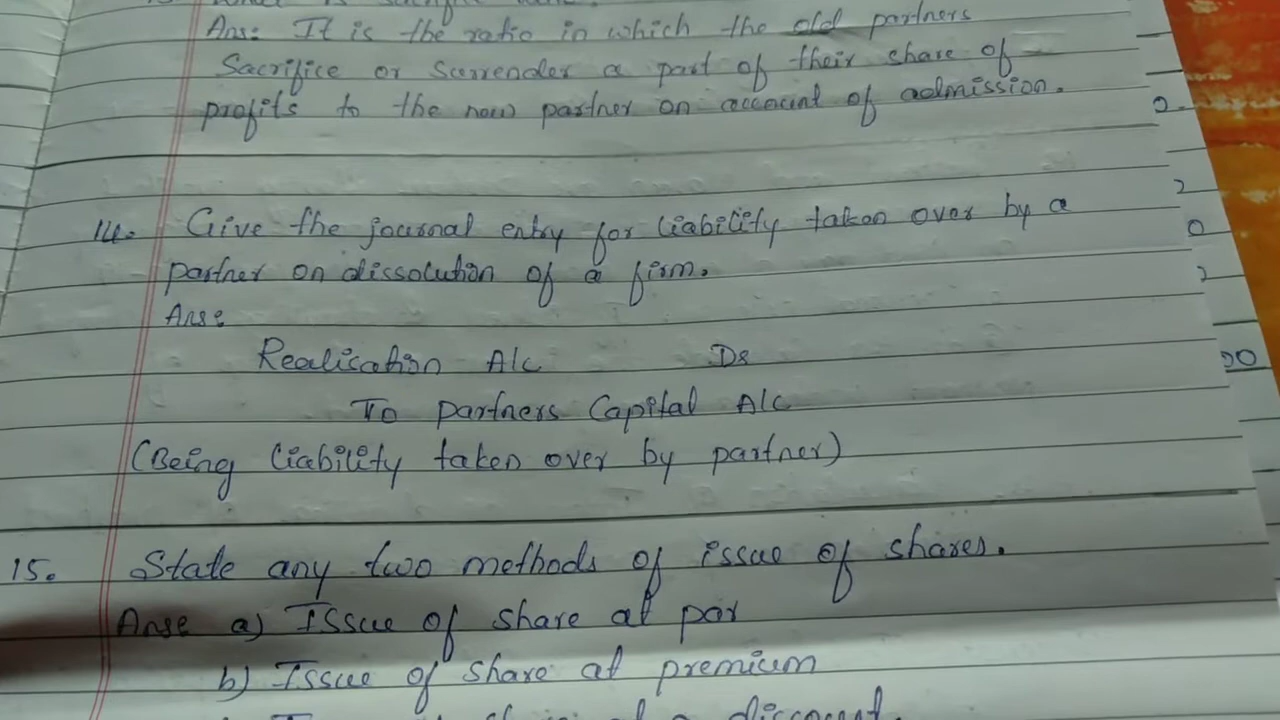 Ans: It is the ratio in which the old partners
Sacrifice or Surrender a part of their share of
profits to the new partner on account of admission.
14. Give the journal entry for liability taken over by a
partner on dissolution of a firm.
Ans:
Realisation A/c Dr
To partners Capital A/c
(Being liability taken over by partner)
15. State any two methods of issue of shares.
Ans: a) Issue of share at par
b) Issue of share at premium
discount.